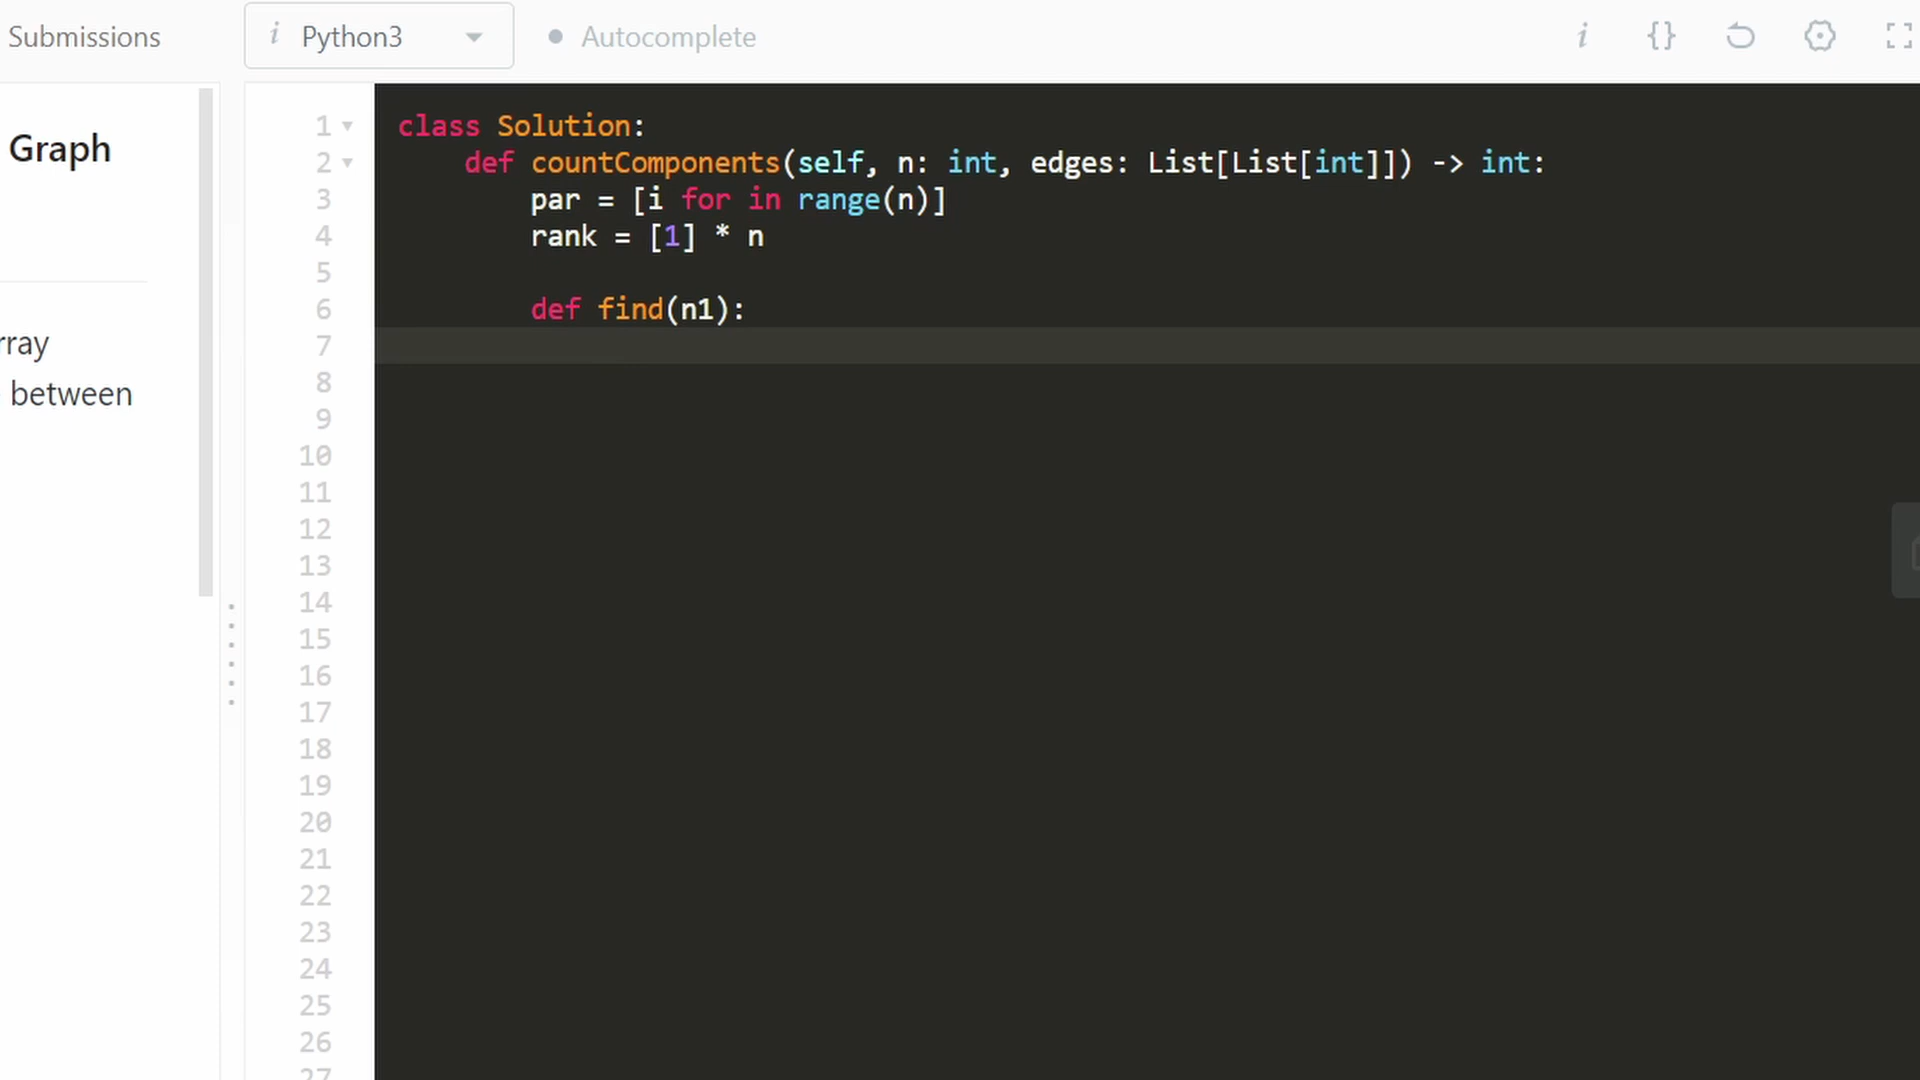 Submissions
i Python3
Autocomplete
i {}
Graph
rray
between
1 class Solution:
2 def countComponents(self, n: int, edges: List[List[int]]) -> int:
3 par = [i for in range(n)]
4 rank = [1] * n
5
6 def find(n1):
7
8
9
10
11
12
13
14
15
16
17
18
19
20
21
22
23
24
25
26
27